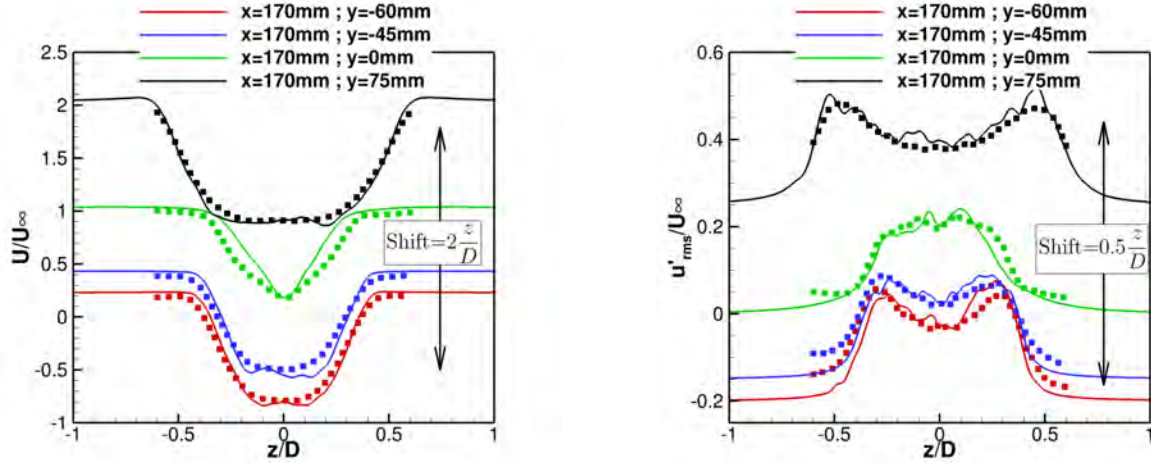 x=170mm ; y=-60mm
x=170mm ; y=-45mm
x=170mm ; y=0mm
x=170mm ; y=75mm
2.5
2
1.5
1
0.5
0
-0.5
-1
U/U∞
Shift=2 z/D
-1
-0.5
0
0.5
1
z/D
x=170mm ; y=-60mm
x=170mm ; y=-45mm
x=170mm ; y=0mm
x=170mm ; y=75mm
0.6
0.4
0.2
0
-0.2
u'rms/U∞
Shift=0.5 z/D
-1
-0.5
0
0.5
1
z/D